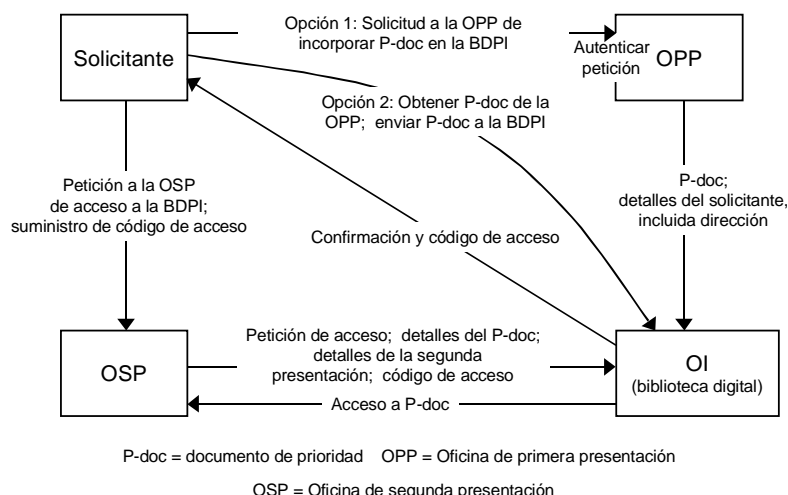 Opción 1: Solicitud a la OPP de
incorporar P-doc en la BDPI
Solicitante
Autenticar
petición
OPP
Opción 2: Obtener P-doc de la
OPP; enviar P-doc a la BDPI
Petición a la OSP
de acceso a la BDPI;
suministro de código de acceso
P-doc;
detalles del solicitante,
incluida dirección
Confirmación y código de acceso
OSP
Petición de acceso; detalles del P-doc;
detalles de la segunda
presentación; código de acceso
OI
(biblioteca digital)
Acceso a P-doc
P-doc = documento de prioridad OPP = Oficina de primera presentación
OSP = Oficina de segunda presentación